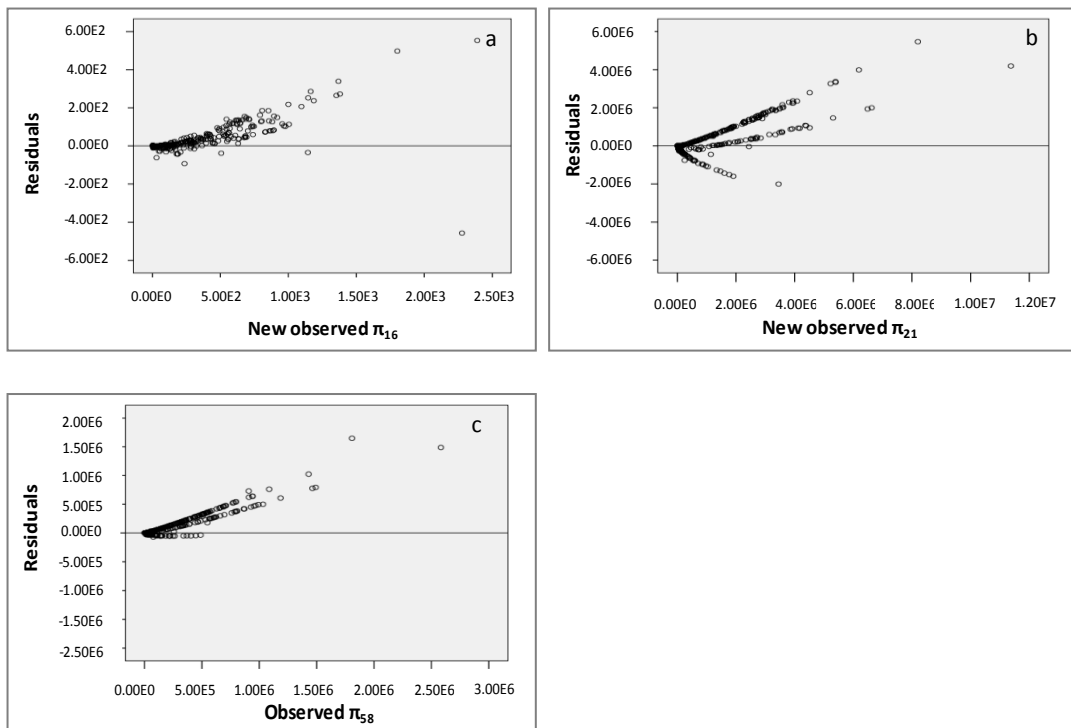 a
6.00E2
4.00E2
2.00E2
0.00E0
-2.00E2
-4.00E2
-6.00E2
Residuals
0.00E0 5.00E2 1.00E3 1.50E3 2.00E3 2.50E3
New observed π₁₆
b
6.00E6
4.00E6
2.00E6
0.00E0
-2.00E6
-4.00E6
-6.00E6
Residuals
0.00E0 2.00E6 4.00E6 6.00E6 8.00E6 1.00E7 1.20E7
New observed π₂₁
c
2.00E6
1.50E6
1.00E6
5.00E5
0.00E0
-5.00E5
-1.00E6
-1.50E6
-2.50E6
Residuals
0.00E0 5.00E5 1.00E6 1.50E6 2.00E6 2.50E6 3.00E6
Observed π₅₈